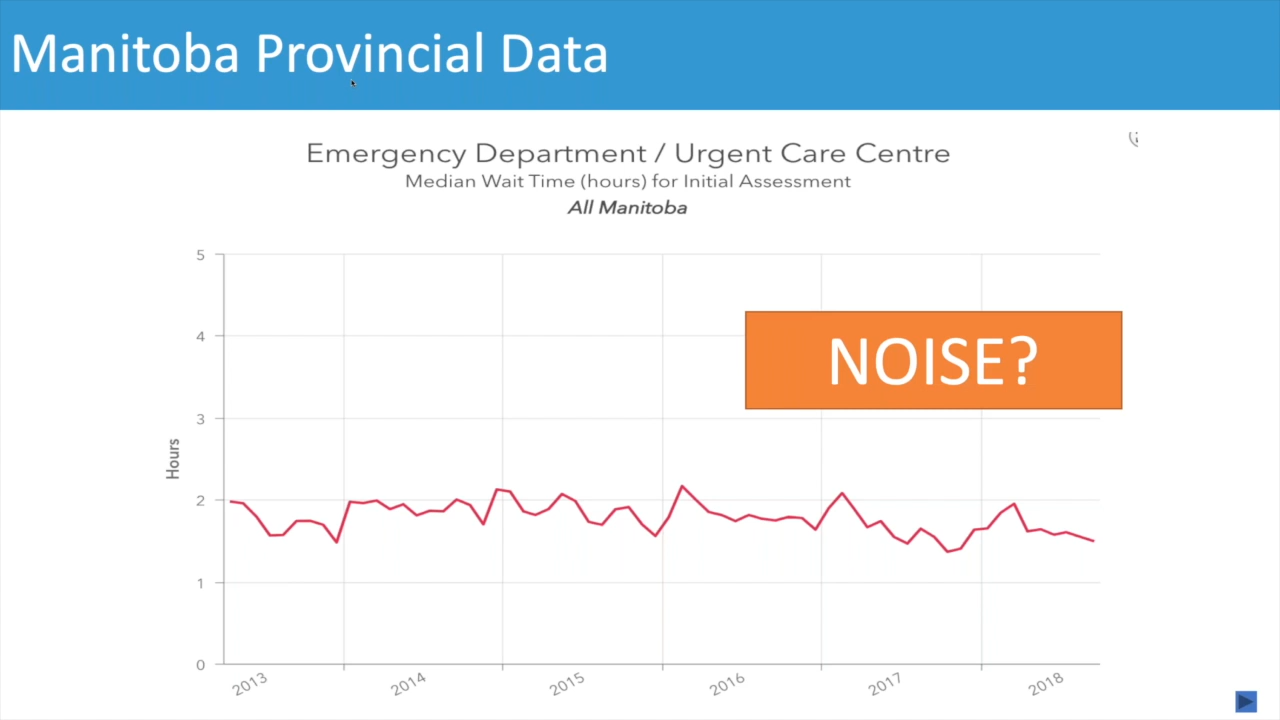 Manitoba Provincial Data
Emergency Department / Urgent Care Centre
Median Wait Time (hours) for Initial Assessment
All Manitoba
5
4
3
2
1
0
Hours
NOISE?
2013 2014 2015 2016 2017 2018